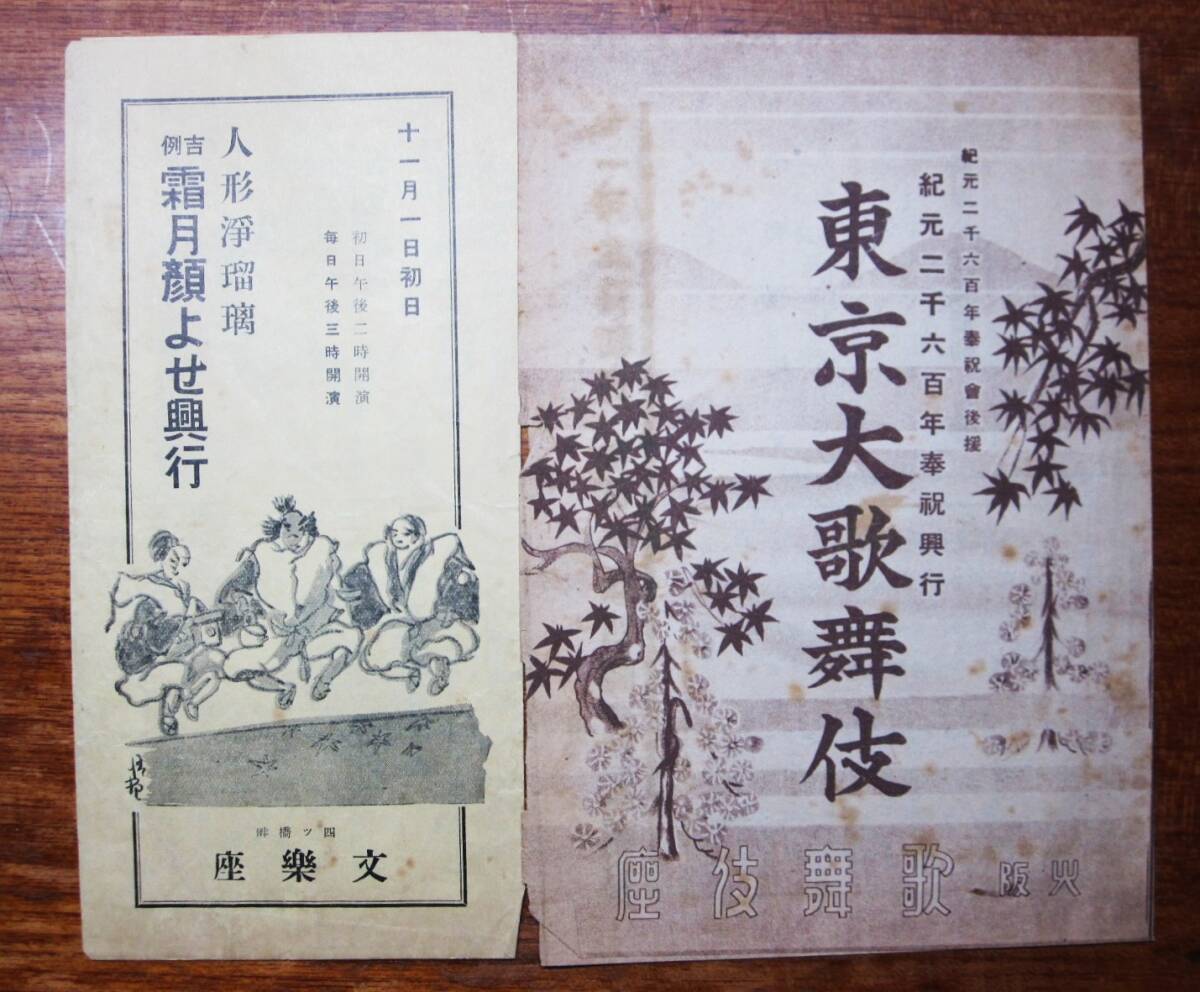 十一月一日初日
初日午後二時開演
毎日午後三時開演
人形淨瑠璃
吉例
霜月顏よせ興行
四ツ橋畔
文樂座
紀元二千六百年奉祝會後援
紀元二千六百年奉祝興行
東京大歌舞伎
大阪
歌舞伎座